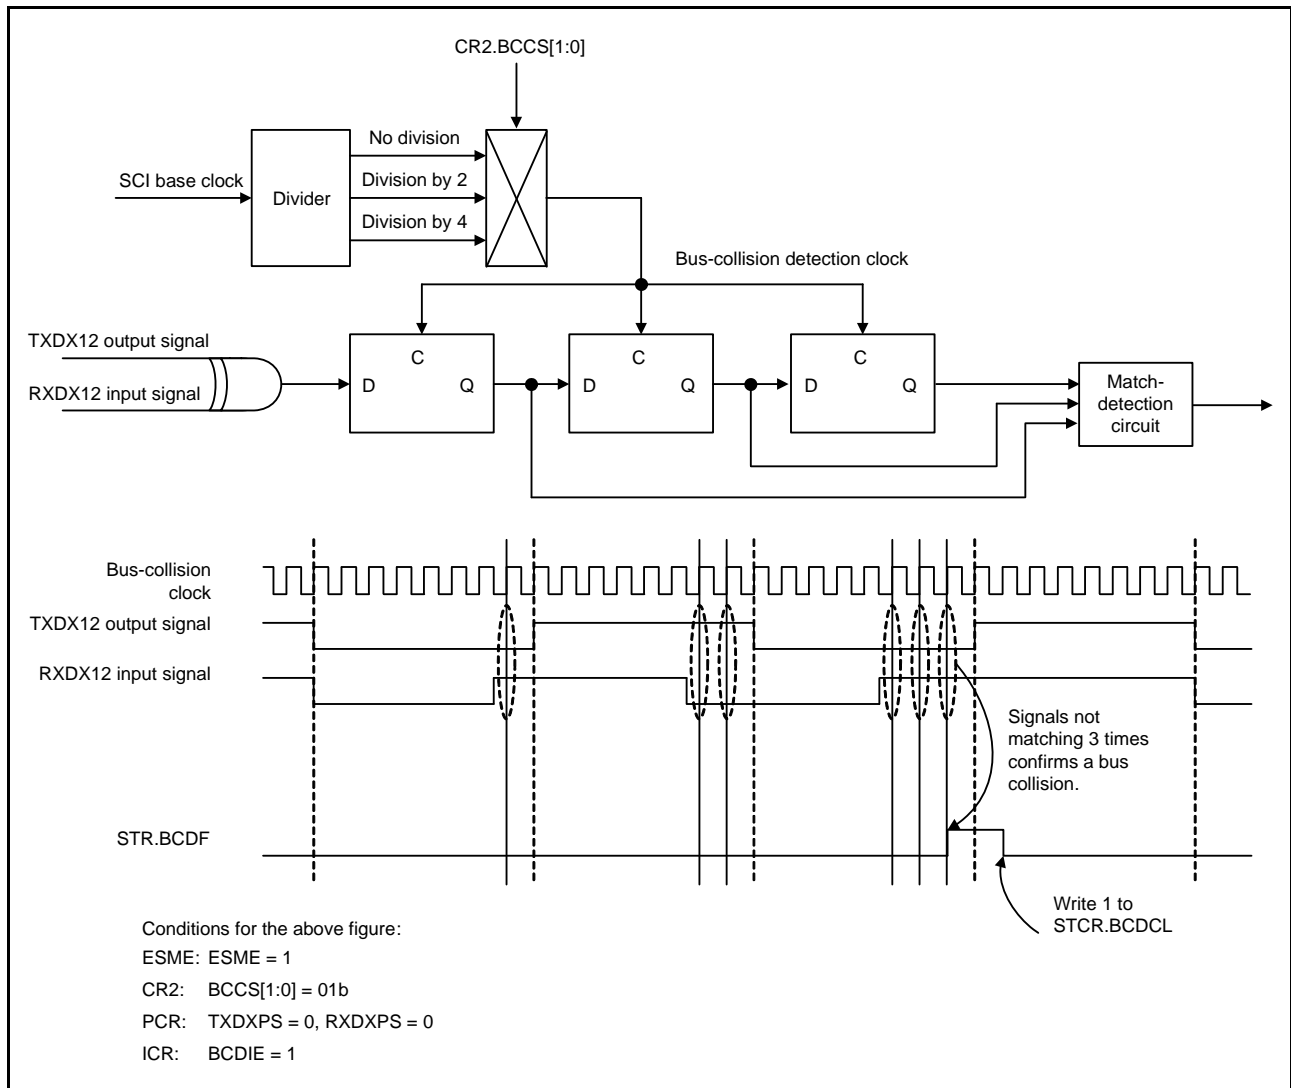 CR2.BCCS[1:0]
No division
SCI base clock
Divider
Division by 2
Division by 4
Bus-collision detection clock
TXDX12 output signal
RXDX12 input signal
C
D
Q
C
D
Q
C
D
Q
Match-
detection
circuit
Bus-collision
clock
TXDX12 output signal
RXDX12 input signal
Signals not
matching 3 times
confirms a bus
collision.
STR.BCDF
Write 1 to
STCR.BCDCL
Conditions for the above figure:
ESME: ESME = 1
CR2: BCCS[1:0] = 01b
PCR: TXDXPS = 0, RXDXPS = 0
ICR: BCDIE = 1